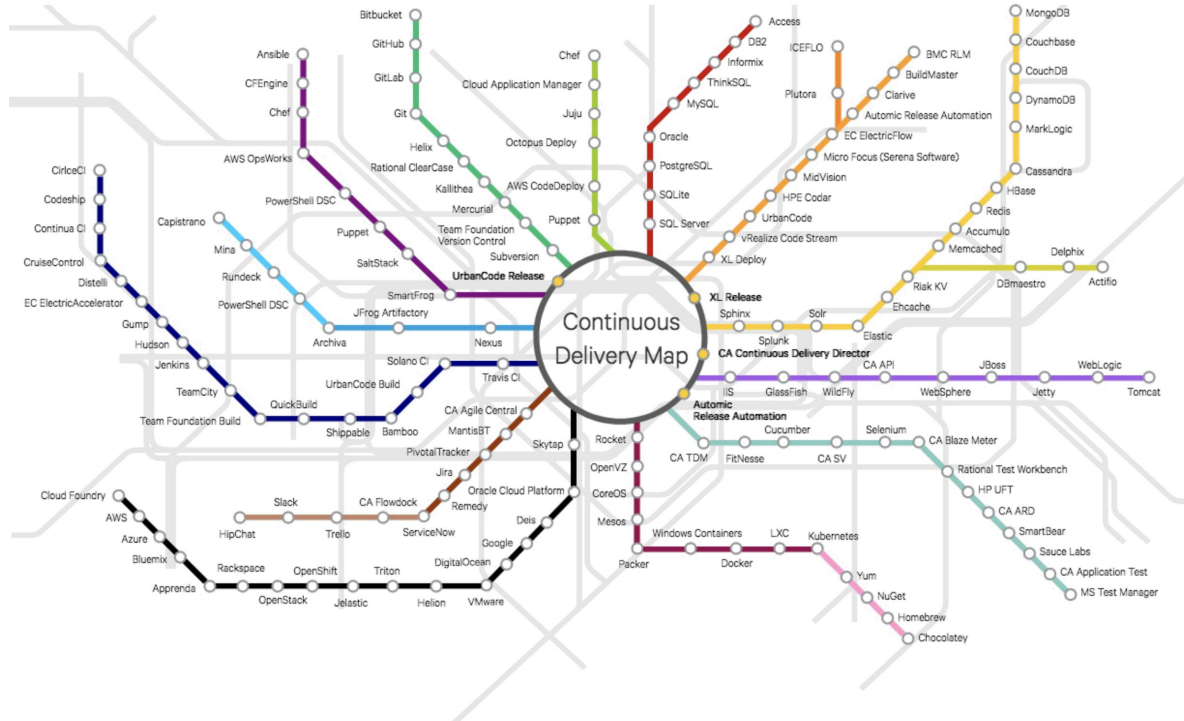 Bitbucket
GitHub
GitLab
Git
Helix
Rational ClearCase
Kallithea
Mercurial
Team Foundation
Version Control
Subversion
Ansible
CFEngine
Chef
AWS OpsWorks
PowerShell DSC
Puppet
SaltStack
SmartFrog
UrbanCode Release
Chef
Cloud Application Manager
Juju
Octopus Deploy
AWS CodeDeploy
Puppet
Access
DB2
Informix
ThinkSQL
MySQL
Oracle
PostgreSQL
SQLite
SQL Server
ICEFLO
Plutora
BMC RLM
BuildMaster
Clarive
Automic Release Automation
EC ElectricFlow
Micro Focus (Serena Software)
MidVision
HPE Codar
UrbanCode
vRealize Code Stream
XL Deploy
XL Release
MongoDB
Couchbase
CouchDB
DynamoDB
MarkLogic
Cassandra
HBase
Redis
Accumulo
Memcached
Riak KV
Ehcache
Elastic
Solr
Splunk
Sphinx
DBmaestro
Delphix
Actifio
CirlceCI
Codeship
Continua CI
CruiseControl
Distelli
EC ElectricAccelerator
Gump
Hudson
Jenkins
TeamCity
Team Foundation Build
QuickBuild
Shippable
Bamboo
UrbanCode Build
Solano CI
Travis CI
Capistrano
Mina
Rundeck
PowerShell DSC
Archiva
JFrog Artifactory
Nexus
Continuous
Delivery Map
CA Continuous Delivery Director
Automic
Release Automation
IIS
GlassFish
WildFly
CA API
WebSphere
JBoss
Jetty
WebLogic
Tomcat
CA TDM
FitNesse
Cucumber
CA SV
Selenium
CA Blaze Meter
Rational Test Workbench
HP UFT
CA ARD
SmartBear
Sauce Labs
CA Application Test
MS Test Manager
Rocket
OpenVZ
CoreOS
Mesos
Packer
Windows Containers
Docker
LXC
Kubernetes
Yum
NuGet
Homebrew
Chocolatey
CA Agile Central
MantisBT
PivotalTracker
Jira
Remedy
ServiceNow
CA Flowdock
Trello
Slack
HipChat
Skytap
Oracle Cloud Platform
Deis
Google
DigitalOcean
VMware
Helion
Triton
Jelastic
OpenShift
OpenStack
Rackspace
Apprenda
Bluemix
Azure
AWS
Cloud Foundry